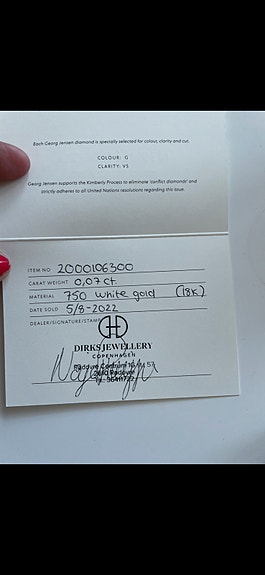 Each Georg Jensen diamond is specially selected for colour, clarity and cut.
COLOUR: G
CLARITY: VS
Georg Jensen supports the Kimberly Process to eliminate 'conflict diamonds' and
strictly adheres to all United Nations resolutions regarding this issue.
ITEM NO 2000106300
CARAT WEIGHT 0,07 ct.
MATERIAL 750 white gold (18K)
DATE SOLD 5/8-2022
DEALER/SIGNATURE/STAMP
DIRKS JEWELLERY
COPENHAGEN
Rødovre Centrum
Rødovre